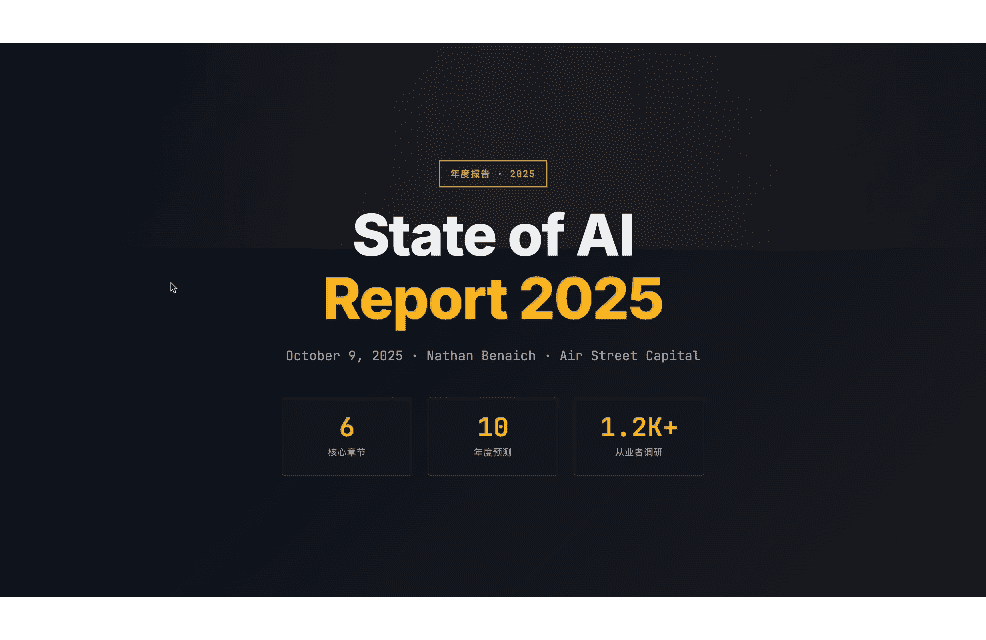 年度报告 · 2025
State of AI
Report 2025
October 9, 2025 · Nathan Benaich · Air Street Capital
6
核心章节
10
年度预测
1.2K+
从业者调研